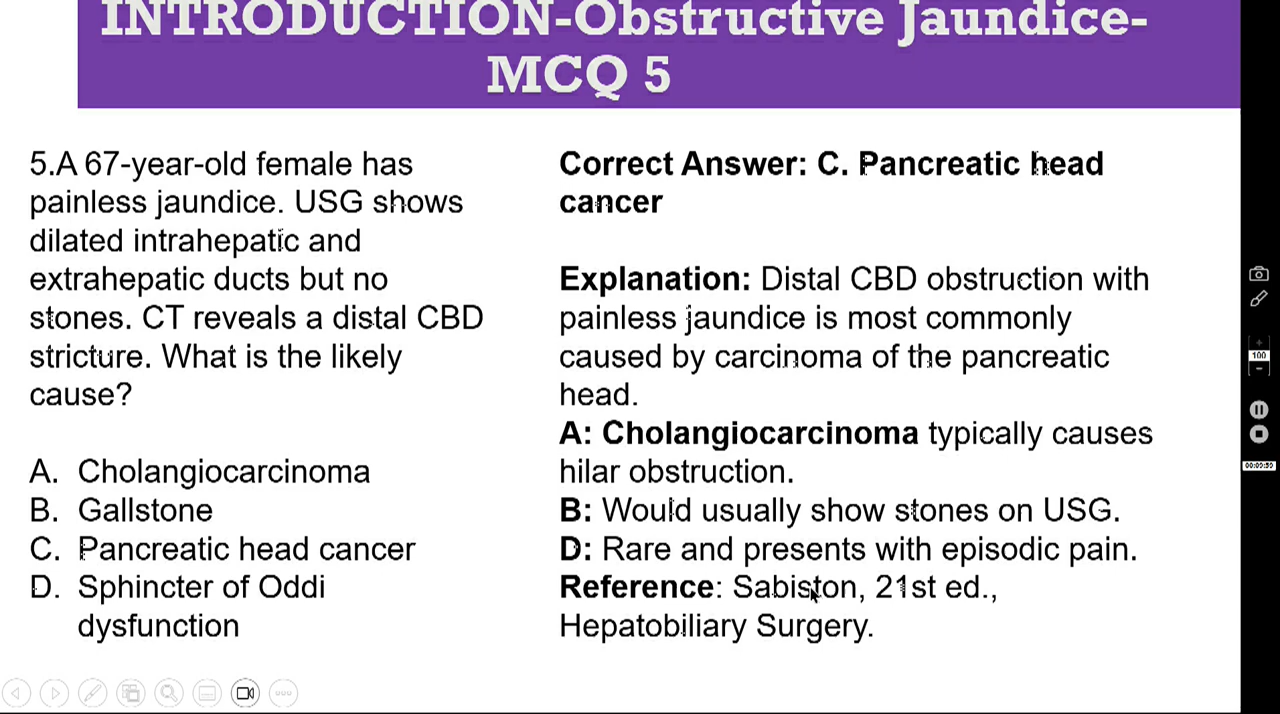 INTRODUCTION-Obstructive Jaundice-
MCQ 5
5.A 67-year-old female has
painless jaundice. USG shows
dilated intrahepatic and
extrahepatic ducts but no
stones. CT reveals a distal CBD
stricture. What is the likely
cause?
A. Cholangiocarcinoma
B. Gallstone
C. Pancreatic head cancer
D. Sphincter of Oddi
dysfunction
Correct Answer: C. Pancreatic head
cancer
Explanation: Distal CBD obstruction with
painless jaundice is most commonly
caused by carcinoma of the pancreatic
head.
A: Cholangiocarcinoma typically causes
hilar obstruction.
B: Would usually show stones on USG.
D: Rare and presents with episodic pain.
Reference: Sabiston, 21st ed.,
Hepatobiliary Surgery.
100